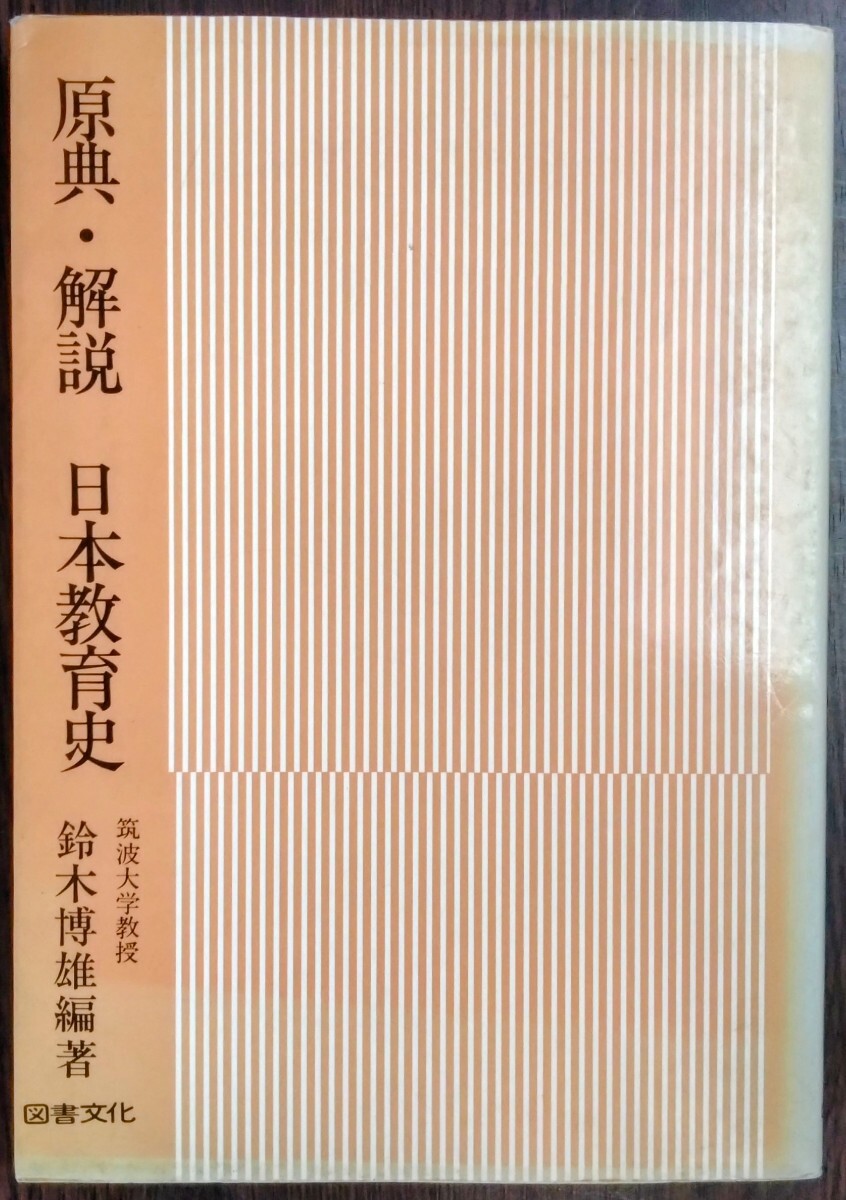 原典・解説 日本教育史
筑波大学教授
鈴木博雄編著
図書文化